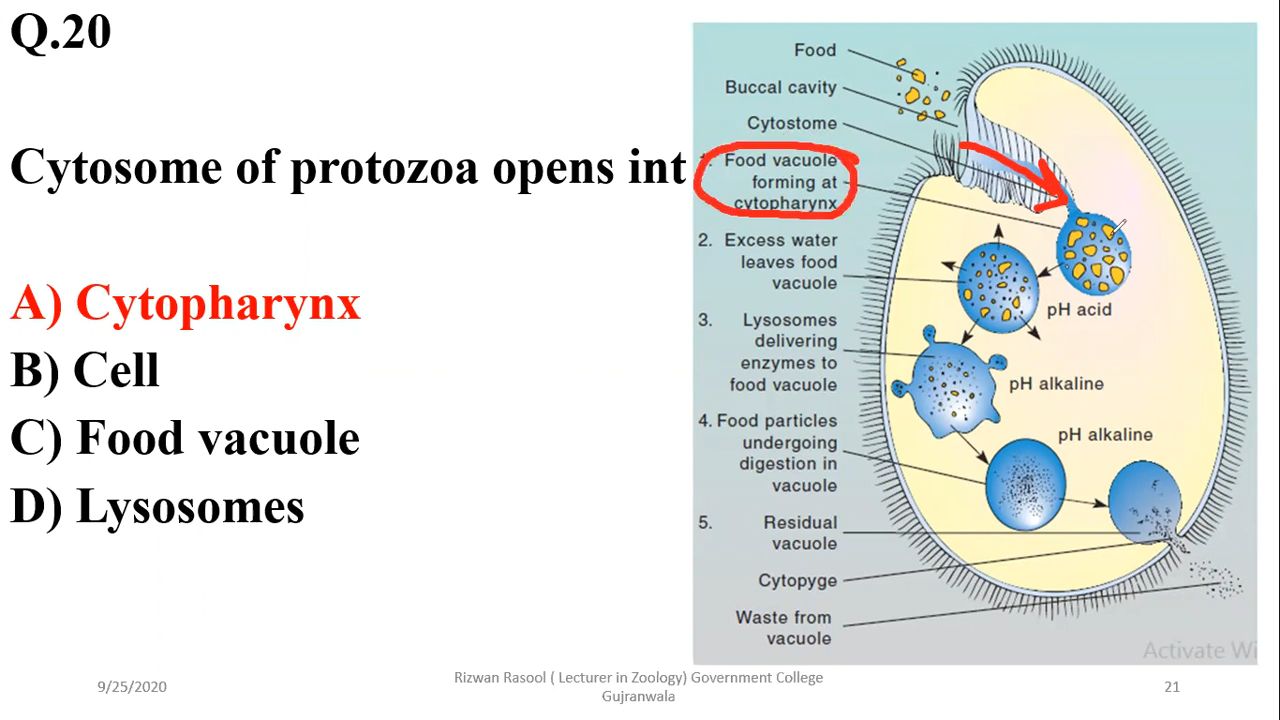 Q.20
Cytosome of protozoa opens int
A) Cytopharynx
B) Cell
C) Food vacuole
D) Lysosomes
Food
Buccal cavity
Cytostome
Food vacuole
forming at
cytopharynx
2. Excess water
leaves food
vacuole
3. Lysosomes
delivering
enzymes to
food vacuole
4. Food particles
undergoing
digestion in
vacuole
5. Residual
vacuole
Cytopyge
Waste from
vacuole
pH acid
pH alkaline
pH alkaline
Activate Wi
9/25/2020
Rizwan Rasool ( Lecturer in Zoology) Government College
Gujranwala
21